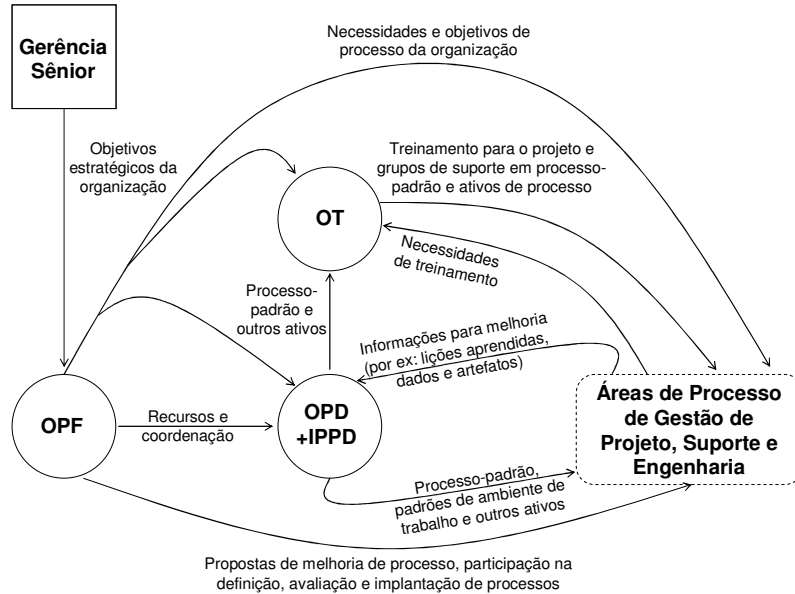 Gerência
Sênior
Necessidades e objetivos de
processo da organização
Objetivos
estratégicos da
organização
Treinamento para o projeto e
grupos de suporte em processo-
padrão e ativos de processo
OT
Necessidades
de treinamento
Processo-
padrão e
outros ativos
Informações para melhoria
(por ex: lições aprendidas,
dados e artefatos)
OPF
Recursos e
coordenação
OPD
+IPPD
Áreas de Processo
de Gestão de
Projeto, Suporte e
Engenharia
Processo-padrão,
padrões de ambiente de
trabalho e outros ativos
Propostas de melhoria de processo, participação na
definição, avaliação e implantação de processos